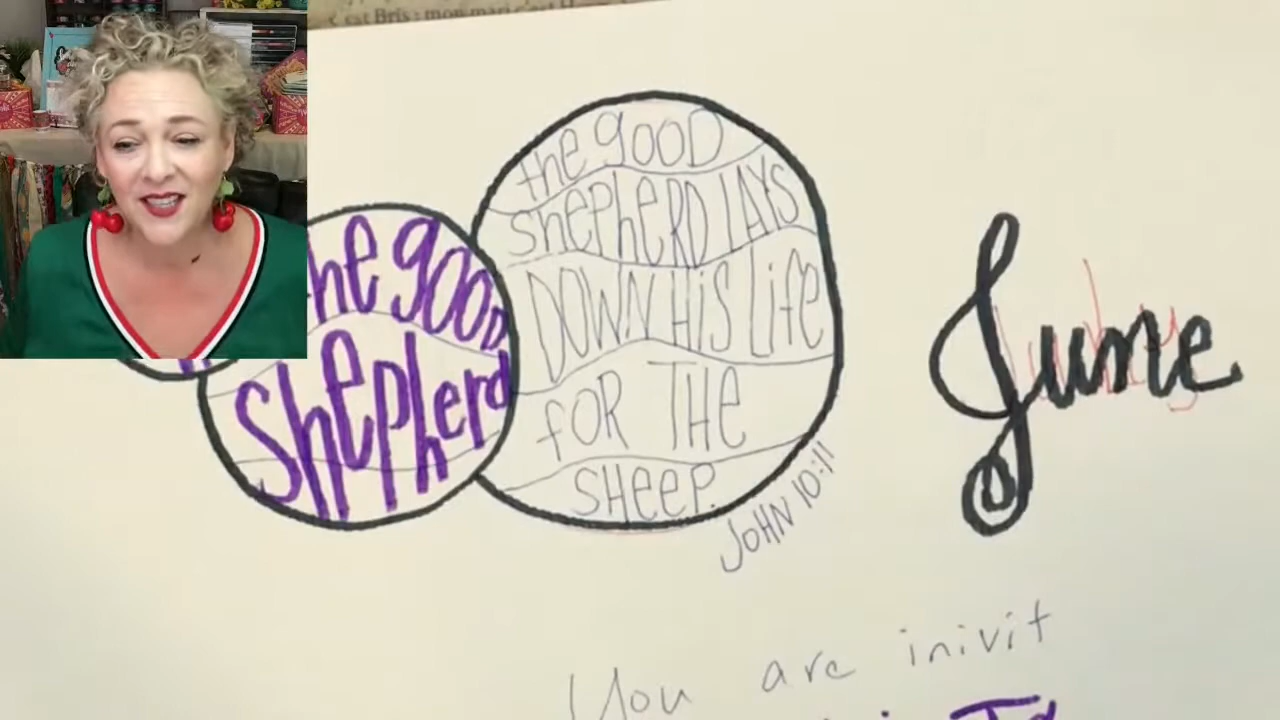 the good
shepherd
the good
shepherd lays
down his life
for the
sheep.
John 10:11
June
You are inivit